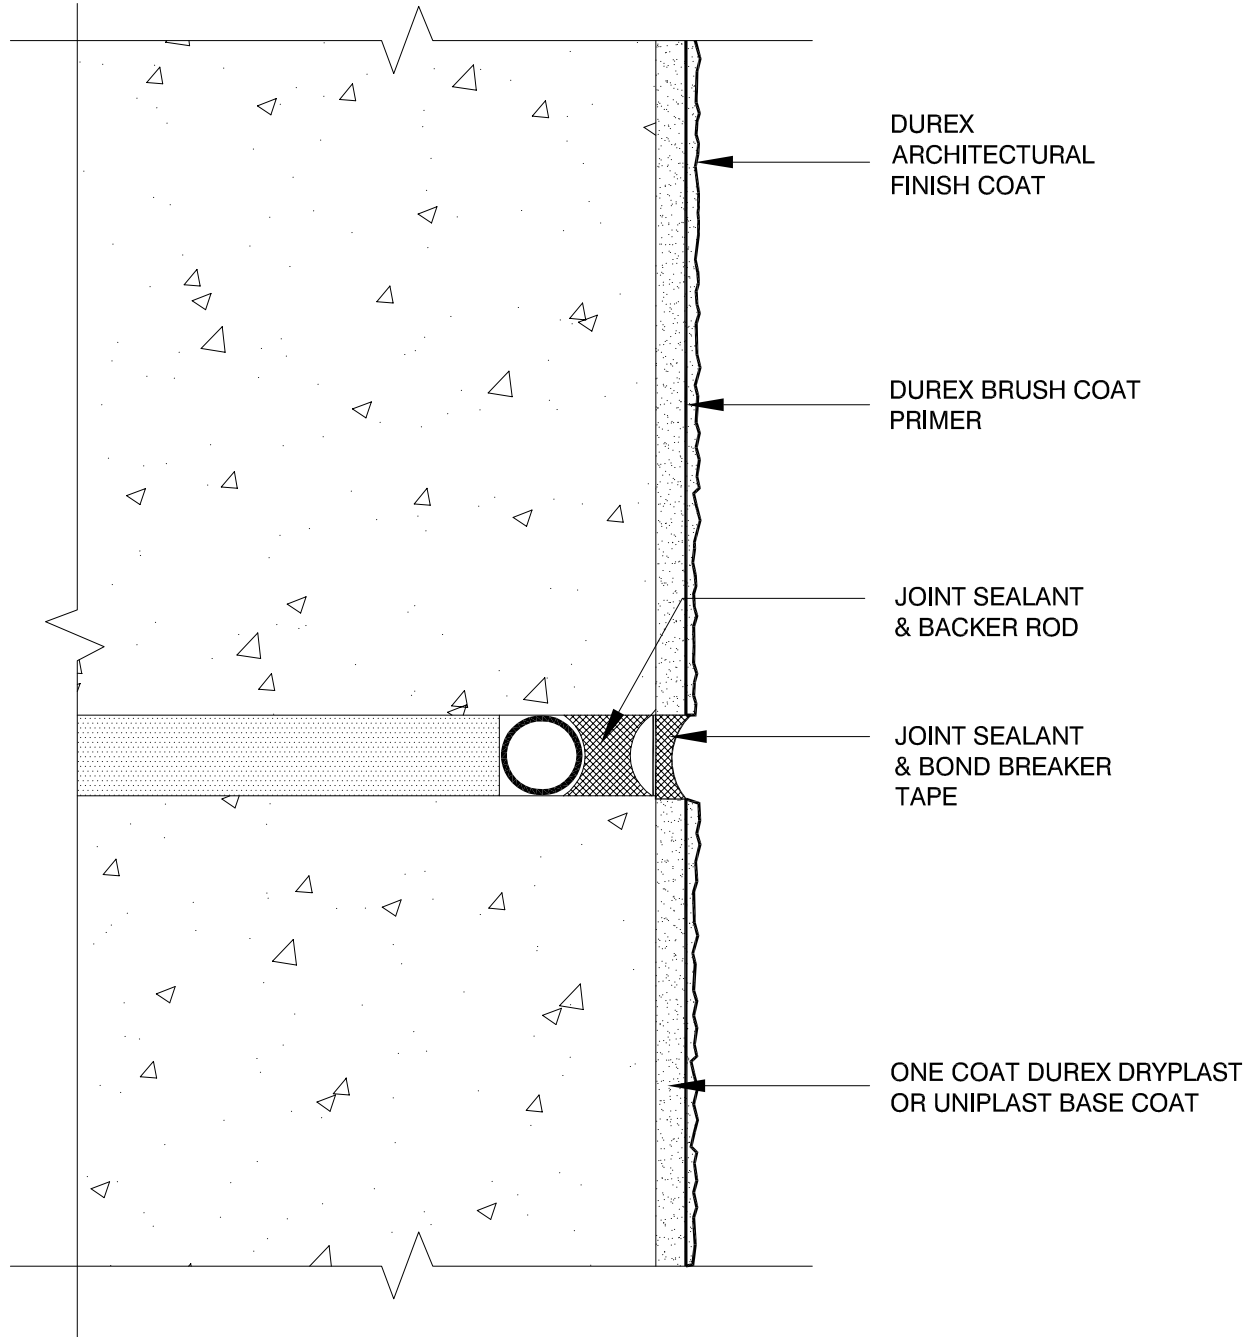 DUREX
ARCHITECTURAL
FINISH COAT
DUREX BRUSH COAT
PRIMER
JOINT SEALANT
& BACKER ROD
JOINT SEALANT
& BOND BREAKER
TAPE
ONE COAT DUREX DRYPLAST
OR UNIPLAST BASE COAT